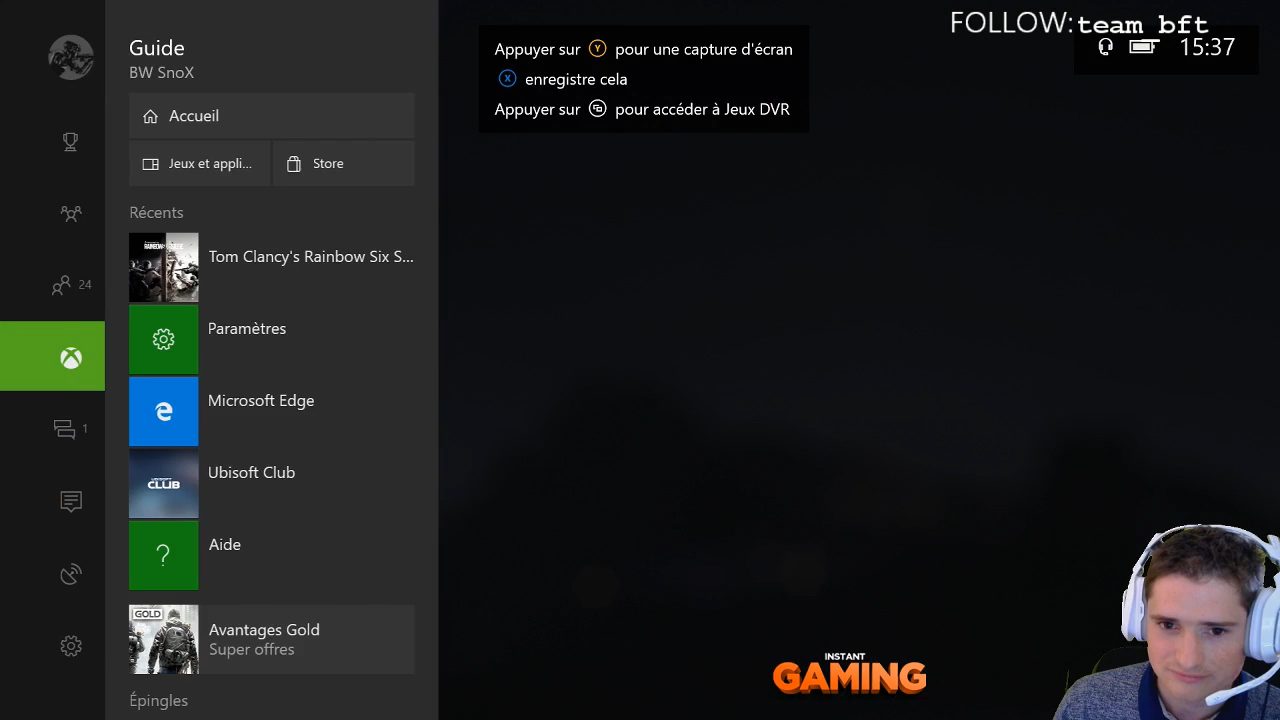 FOLLOW:team bft
15:37
Guide
BW SnoX
Accueil
Jeux et appli...
Store
Récents
Tom Clancy's Rainbow Six S...
Paramètres
Microsoft Edge
Ubisoft Club
CLUB
Aide
GOLD
Avantages Gold
Super offres
Épingles
24
1
Appuyer sur Y pour une capture d'écran
X enregistre cela
Appuyer sur pour accéder à Jeux DVR
INSTANT
GAMING